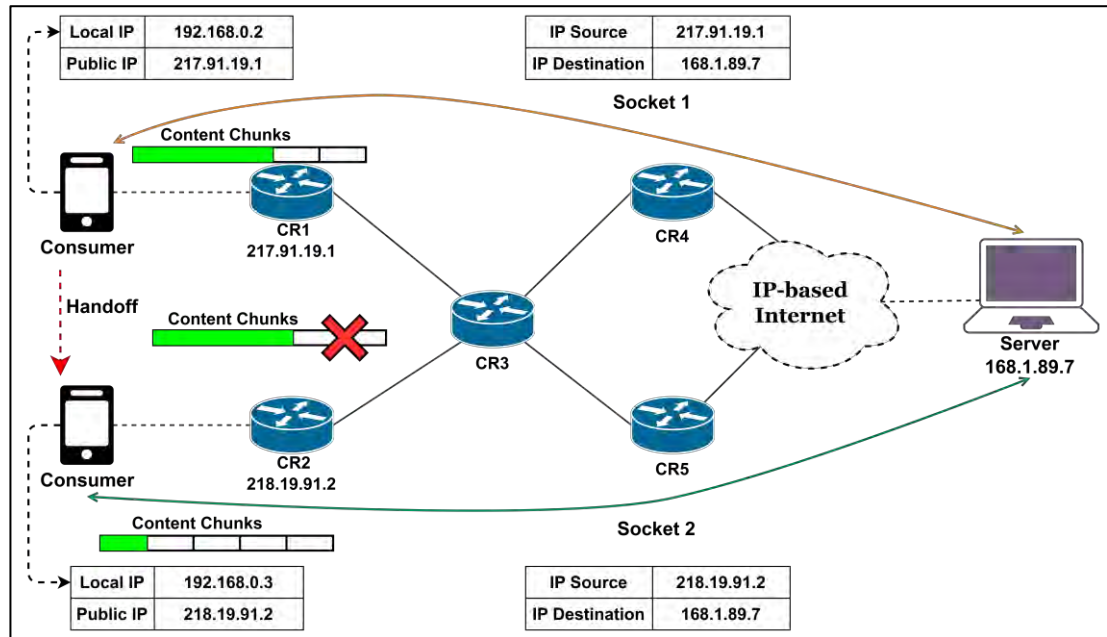 Local IP 192.168.0.2
Public IP 217.91.19.1
IP Source 217.91.19.1
IP Destination 168.1.89.7
Socket 1
Content Chunks
Consumer
CR1
217.91.19.1
CR4
Handoff
Content Chunks
CR3
IP-based
Internet
Server
168.1.89.7
Consumer
CR2
218.19.91.2
CR5
Content Chunks
Socket 2
Local IP 192.168.0.3
Public IP 218.19.91.2
IP Source 218.19.91.2
IP Destination 168.1.89.7